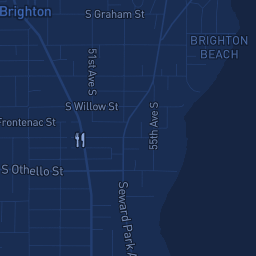 S Graham St
Brighton
BRIGHTON
BEACH
51st Ave S
S Willow St
55th Ave S
Frontenac St
S Othello St
Seward Park A